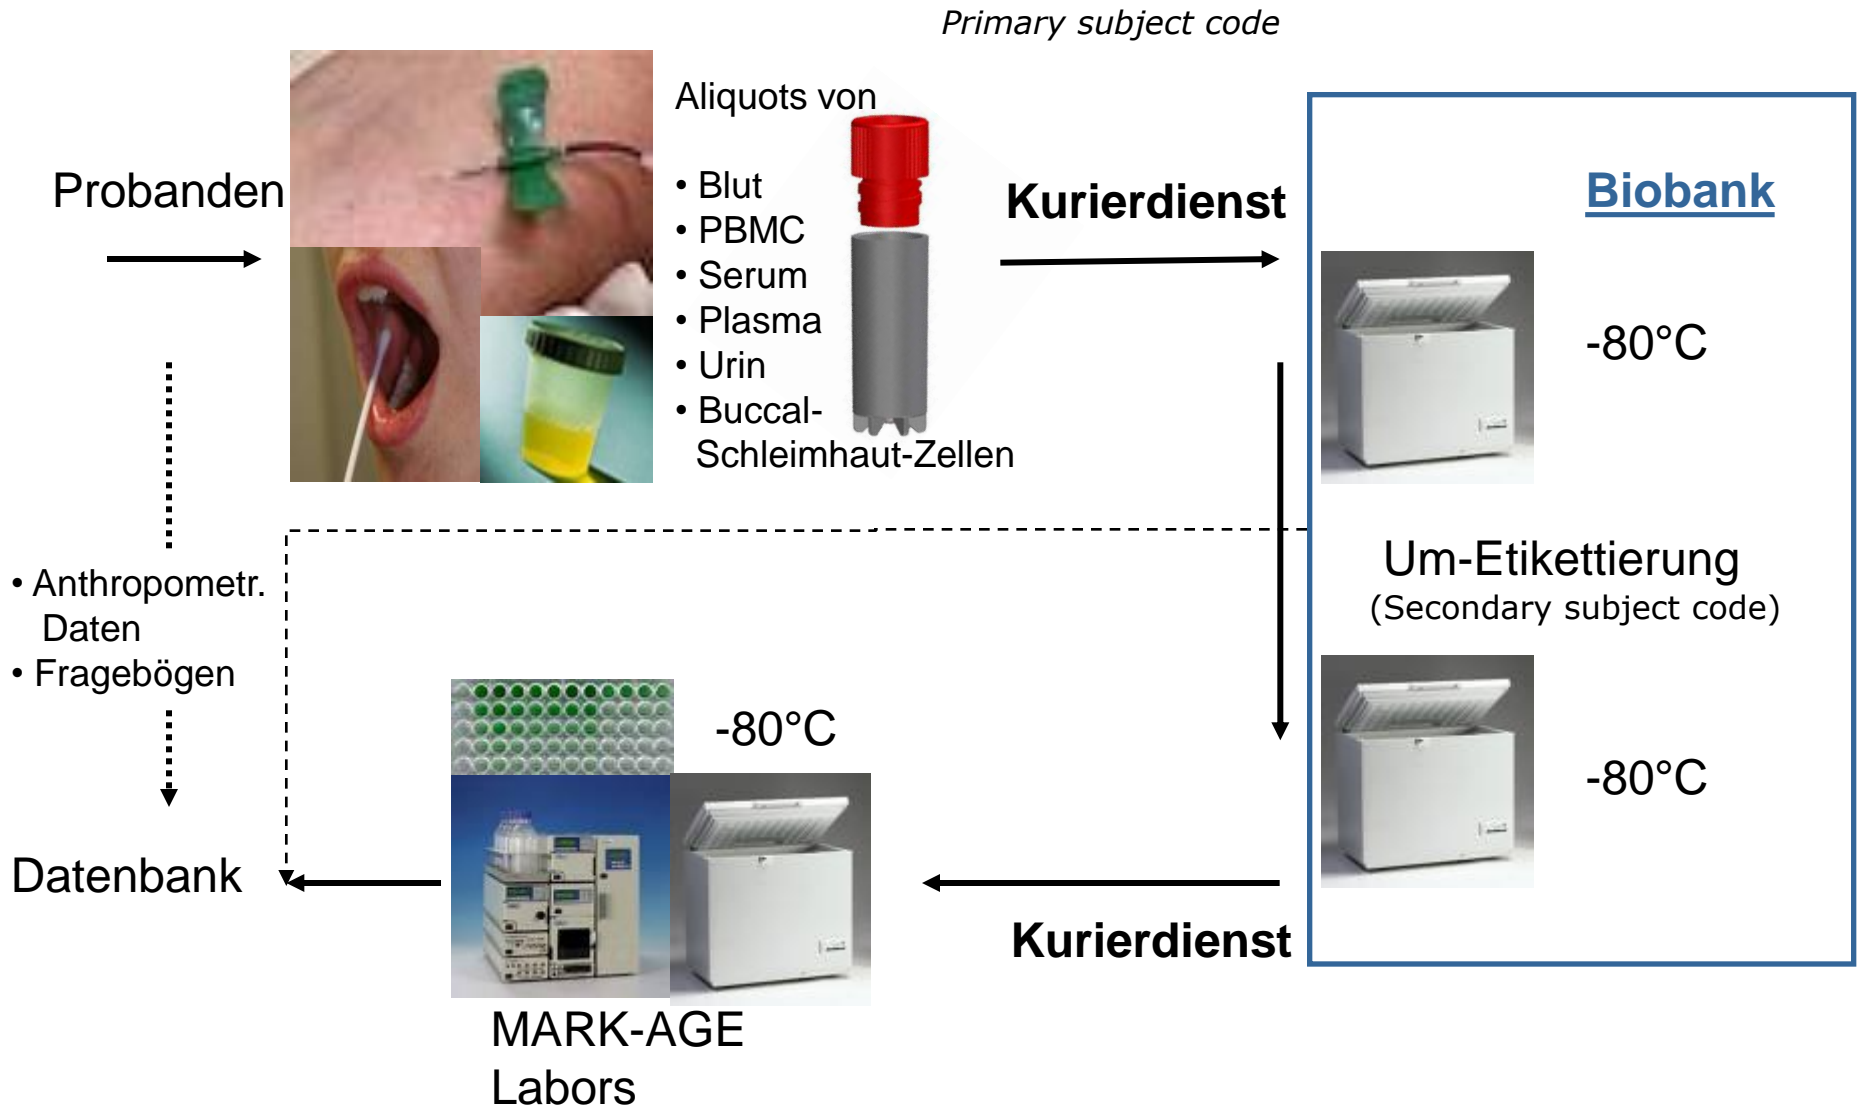 Primary subject code
Aliquots von
Probanden
• Blut
• PBMC
• Serum
• Plasma
• Urin
• Buccal-
Schleimhaut-Zellen
Kurierdienst
Biobank
-80°C
Um-Etikettierung
(Secondary subject code)
-80°C
• Anthropometr.
Daten
• Fragebögen
Datenbank
-80°C
Kurierdienst
MARK-AGE
Labors